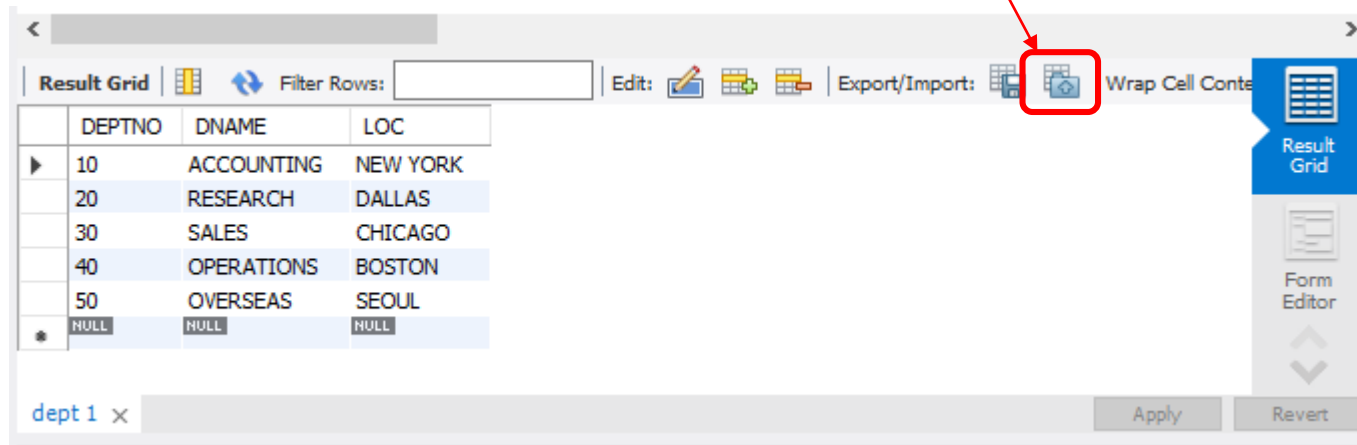 Result Grid Filter Rows: Edit: Export/Import: Wrap Cell Conte
DEPTNO DNAME LOC
10 ACCOUNTING NEW YORK
20 RESEARCH DALLAS
30 SALES CHICAGO
40 OPERATIONS BOSTON
50 OVERSEAS SEOUL
NULL NULL NULL
Result
Grid
Form
Editor
dept 1
Apply Revert